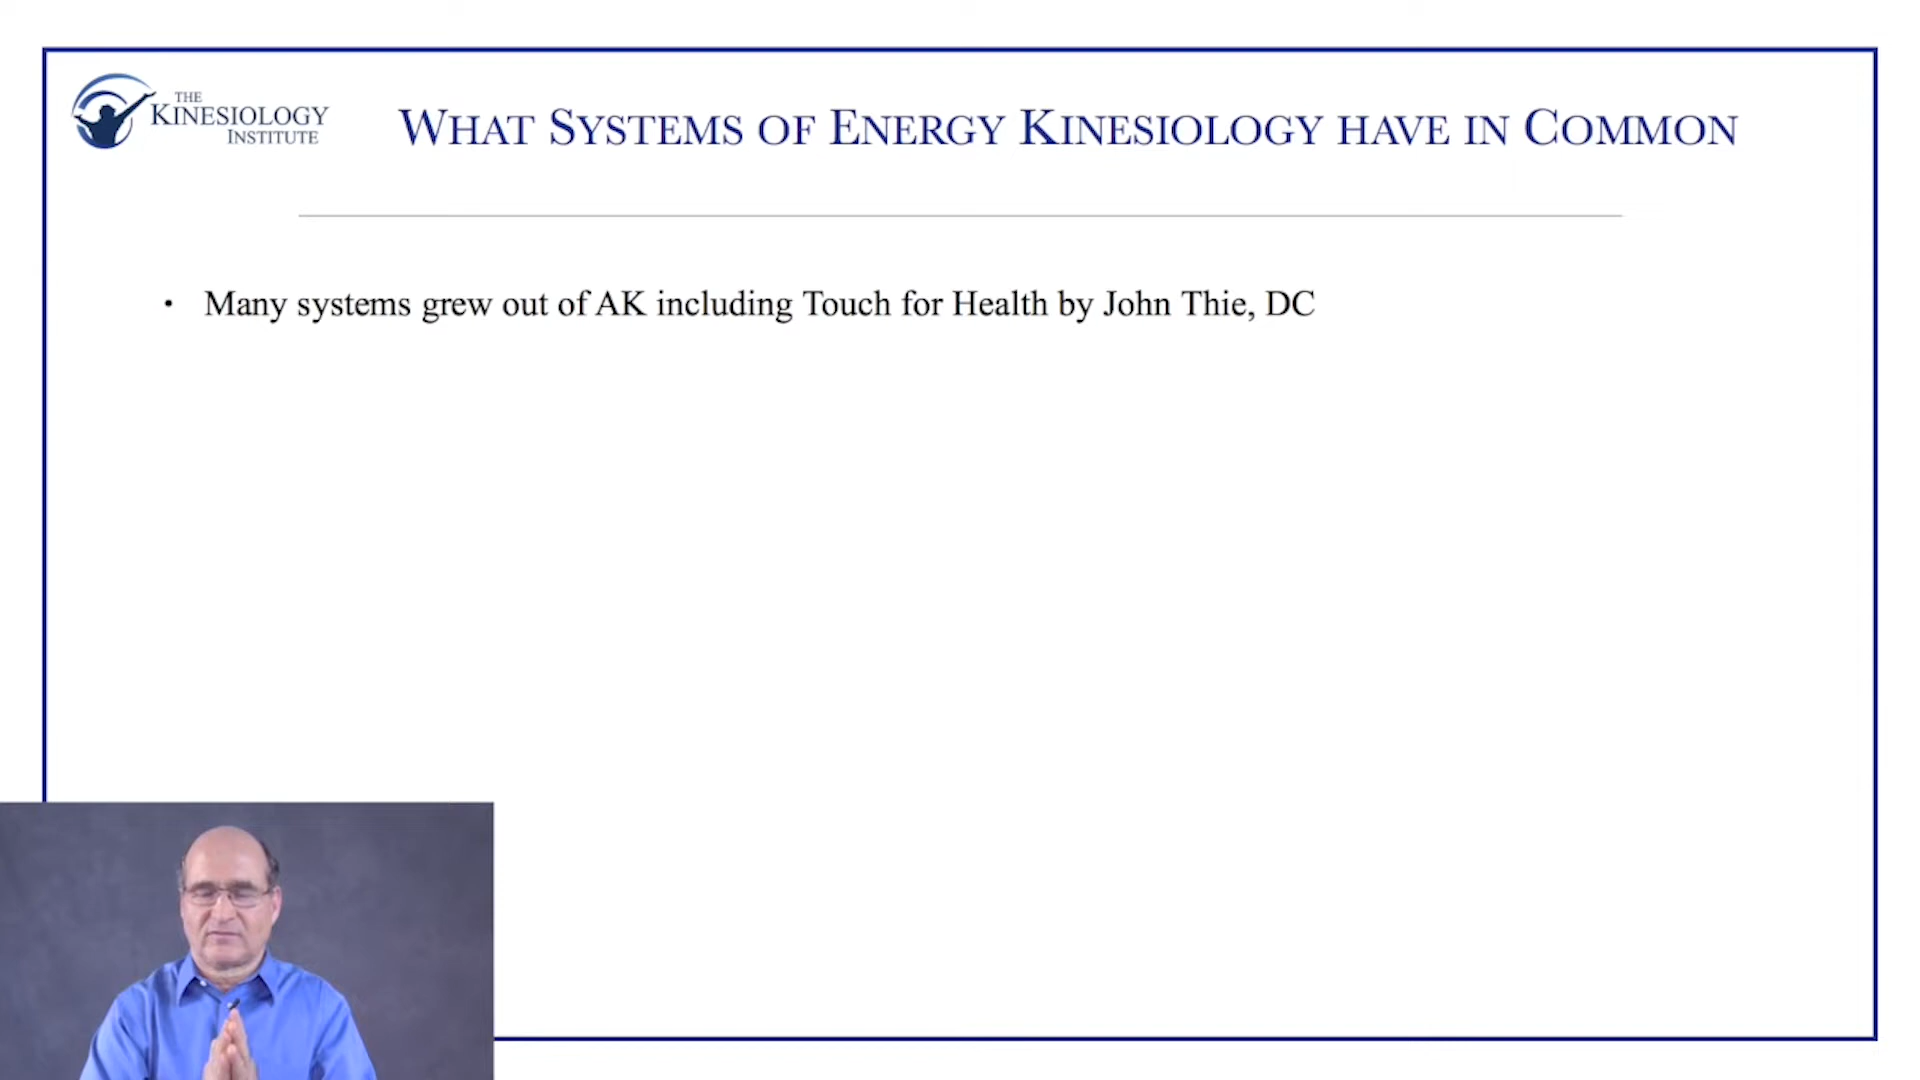 THE
KINESIOLOGY
INSTITUTE
WHAT SYSTEMS OF ENERGY KINESIOLOGY HAVE IN COMMON
• Many systems grew out of AK including Touch for Health by John Thie, DC